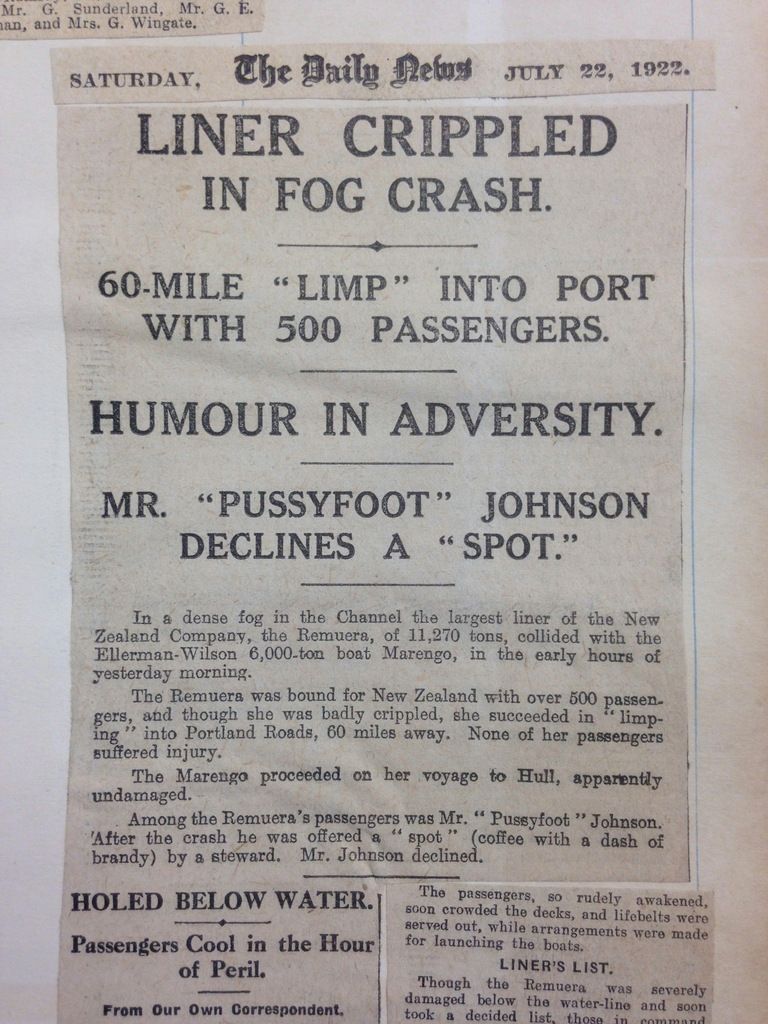 Mr. G. Sunderland, Mr. G. E.
and Mrs. G. Wingate.
SATURDAY, The Daily News JULY 22, 1922.
LINER CRIPPLED
IN FOG CRASH.
60-MILE "LIMP" INTO PORT
WITH 500 PASSENGERS.
HUMOUR IN ADVERSITY.
MR. "PUSSYFOOT" JOHNSON
DECLINES A "SPOT."
In a dense fog in the Channel the largest liner of the New
Zealand Company, the Remuera, of 11,270 tons, collided with the
Ellerman-Wilson 6,000-ton boat Marengo, in the early hours of
yesterday morning.
The Remuera was bound for New Zealand with over 500 passen-
gers, and though she was badly crippled, she succeeded in "limp-
ing" into Portland Roads, 60 miles away. None of her passengers
suffered injury.
The Marengo proceeded on her voyage to Hull, apparently
undamaged.
Among the Remuera's passengers was Mr. "Pussyfoot" Johnson.
After the crash he was offered a "spot" (coffee with a dash of
brandy) by a steward. Mr. Johnson declined.
HOLED BELOW WATER.
Passengers Cool in the Hour
of Peril.
From Our Own Correspondent.
The passengers, so rudely awakened,
soon crowded the decks, and lifebelts were
served out, while arrangements were made
for launching the boats.
LINER'S LIST.
Though the Remuera was severely
damaged below the water-line and soon
took a decided list, those in command